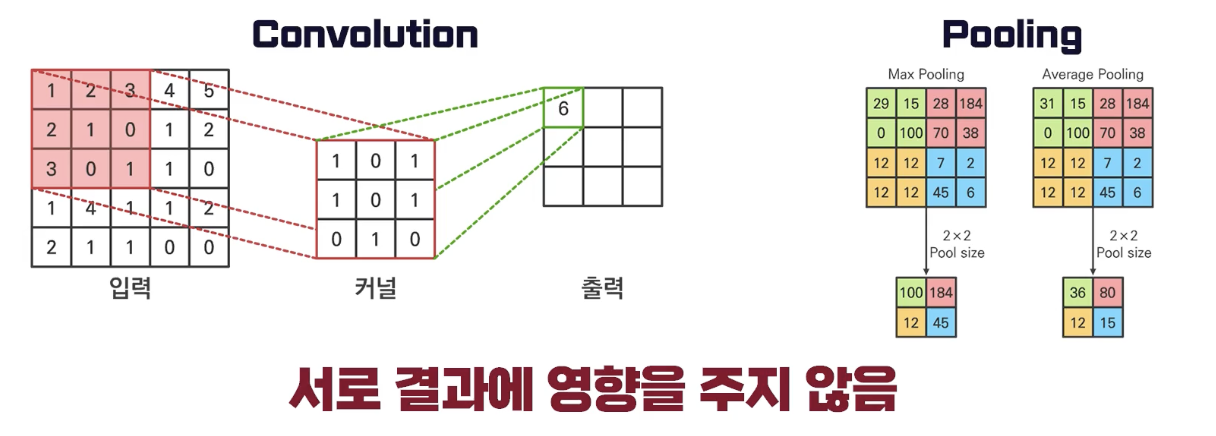 Convolution
1 2 3 4 5
2 1 0 1 2
3 0 1 1 0
1 4 1 1 2
2 1 1 0 0
입력
1 0 1
1 0 1
0 1 0
커널
6
출력
Pooling
Max Pooling
29 15 28 184
0 100 70 38
12 12 7 2
12 12 45 6
2×2
Pool size
100 184
12 45
Average Pooling
31 15 28 184
0 100 70 38
12 12 7 2
12 12 45 6
2×2
Pool size
36 80
12 15
서로 결과에 영향을 주지 않음